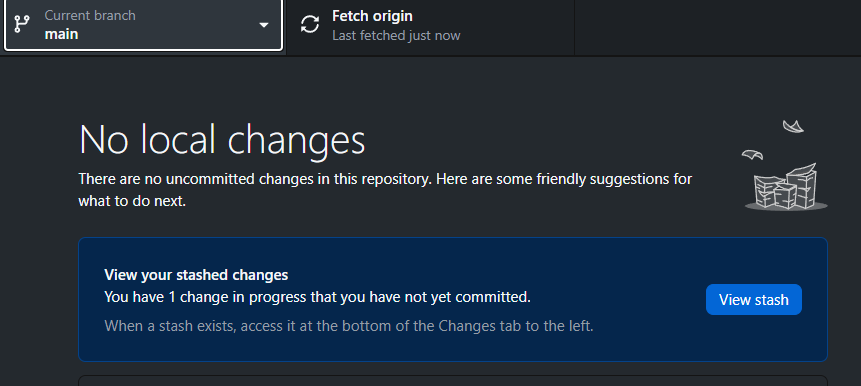 Current branch
main
Fetch origin
Last fetched just now
No local changes
There are no uncommitted changes in this repository. Here are some friendly suggestions for
what to do next.
View your stashed changes
You have 1 change in progress that you have not yet committed.
When a stash exists, access it at the bottom of the Changes tab to the left.
View stash